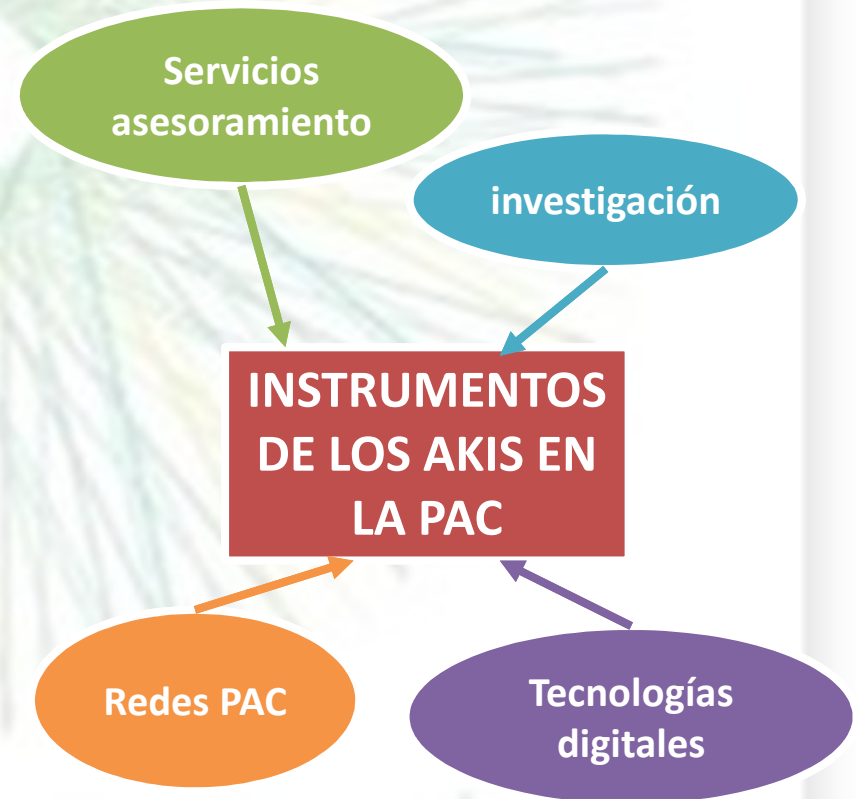 Servicios
asesoramiento
investigación
INSTRUMENTOS
DE LOS AKIS EN
LA PAC
Redes PAC
Tecnologías
digitales